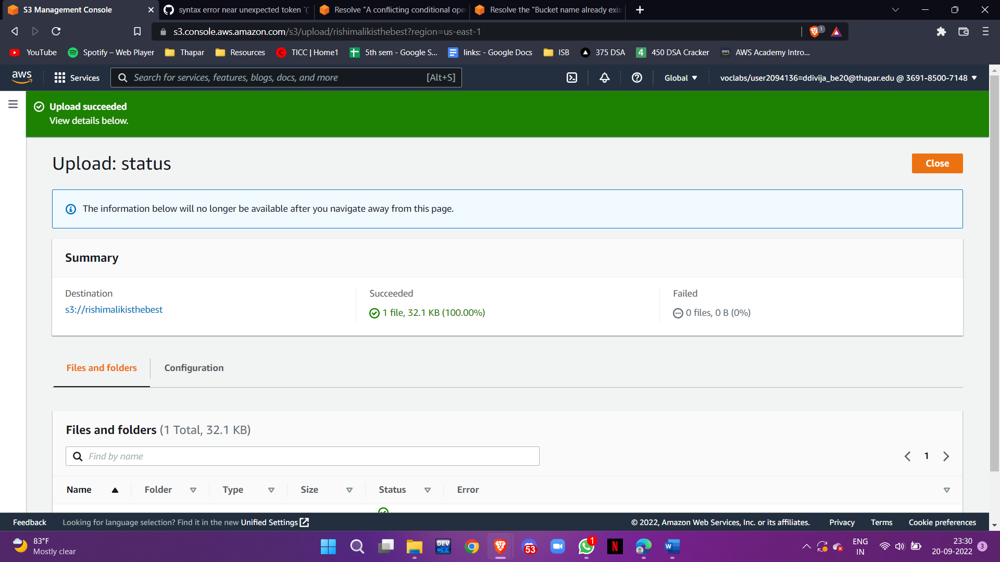 S3 Management Console
syntax error near unexpected token `('
Resolve "A conflicting conditional ope
Resolve the "Bucket name already exis
s3.console.aws.amazon.com/s3/upload/rishimalikisthebest?region=us-east-1
1
YouTube
Spotify – Web Player
Thapar
Resources
C
TICC | Home1
5th sem - Google S...
links: - Google Docs
ISB
375 DSA
4
450 DSA Cracker
aws
AWS Academy Intro...
aws
Services
Search for services, features, blogs, docs, and more
[Alt+S]
Global
voclabs/user2094136=ddivija_be20@thapar.edu @ 3691-8500-7148
Upload succeeded
View details below.
Upload: status
Close
The information below will no longer be available after you navigate away from this page.
Summary
Destination
s3://rishimalikisthebest
Succeeded
1 file, 32.1 KB (100.00%)
Failed
0 files, 0 B (0%)
Files and folders
Configuration
Files and folders (1 Total, 32.1 KB)
Find by name
1
Name
Folder
Type
Size
Status
Error
Feedback
Looking for language selection? Find it in the new Unified Settings
© 2022, Amazon Web Services, Inc. or its affiliates.
Privacy
Terms
Cookie preferences
83°F
Mostly clear
DEV
C++
53
1
N
W
ENG
IN
23:30
20-09-2022
3